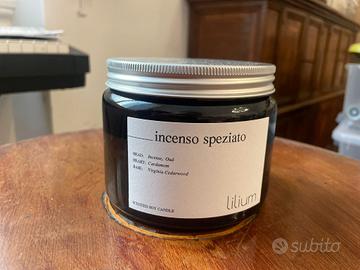 incenso speziato
HEAD: Incense, Oud
HEART: Cardamom
BASE: Virginia Cedarwood
SCENTED SOY CANDLE
lilium
subito